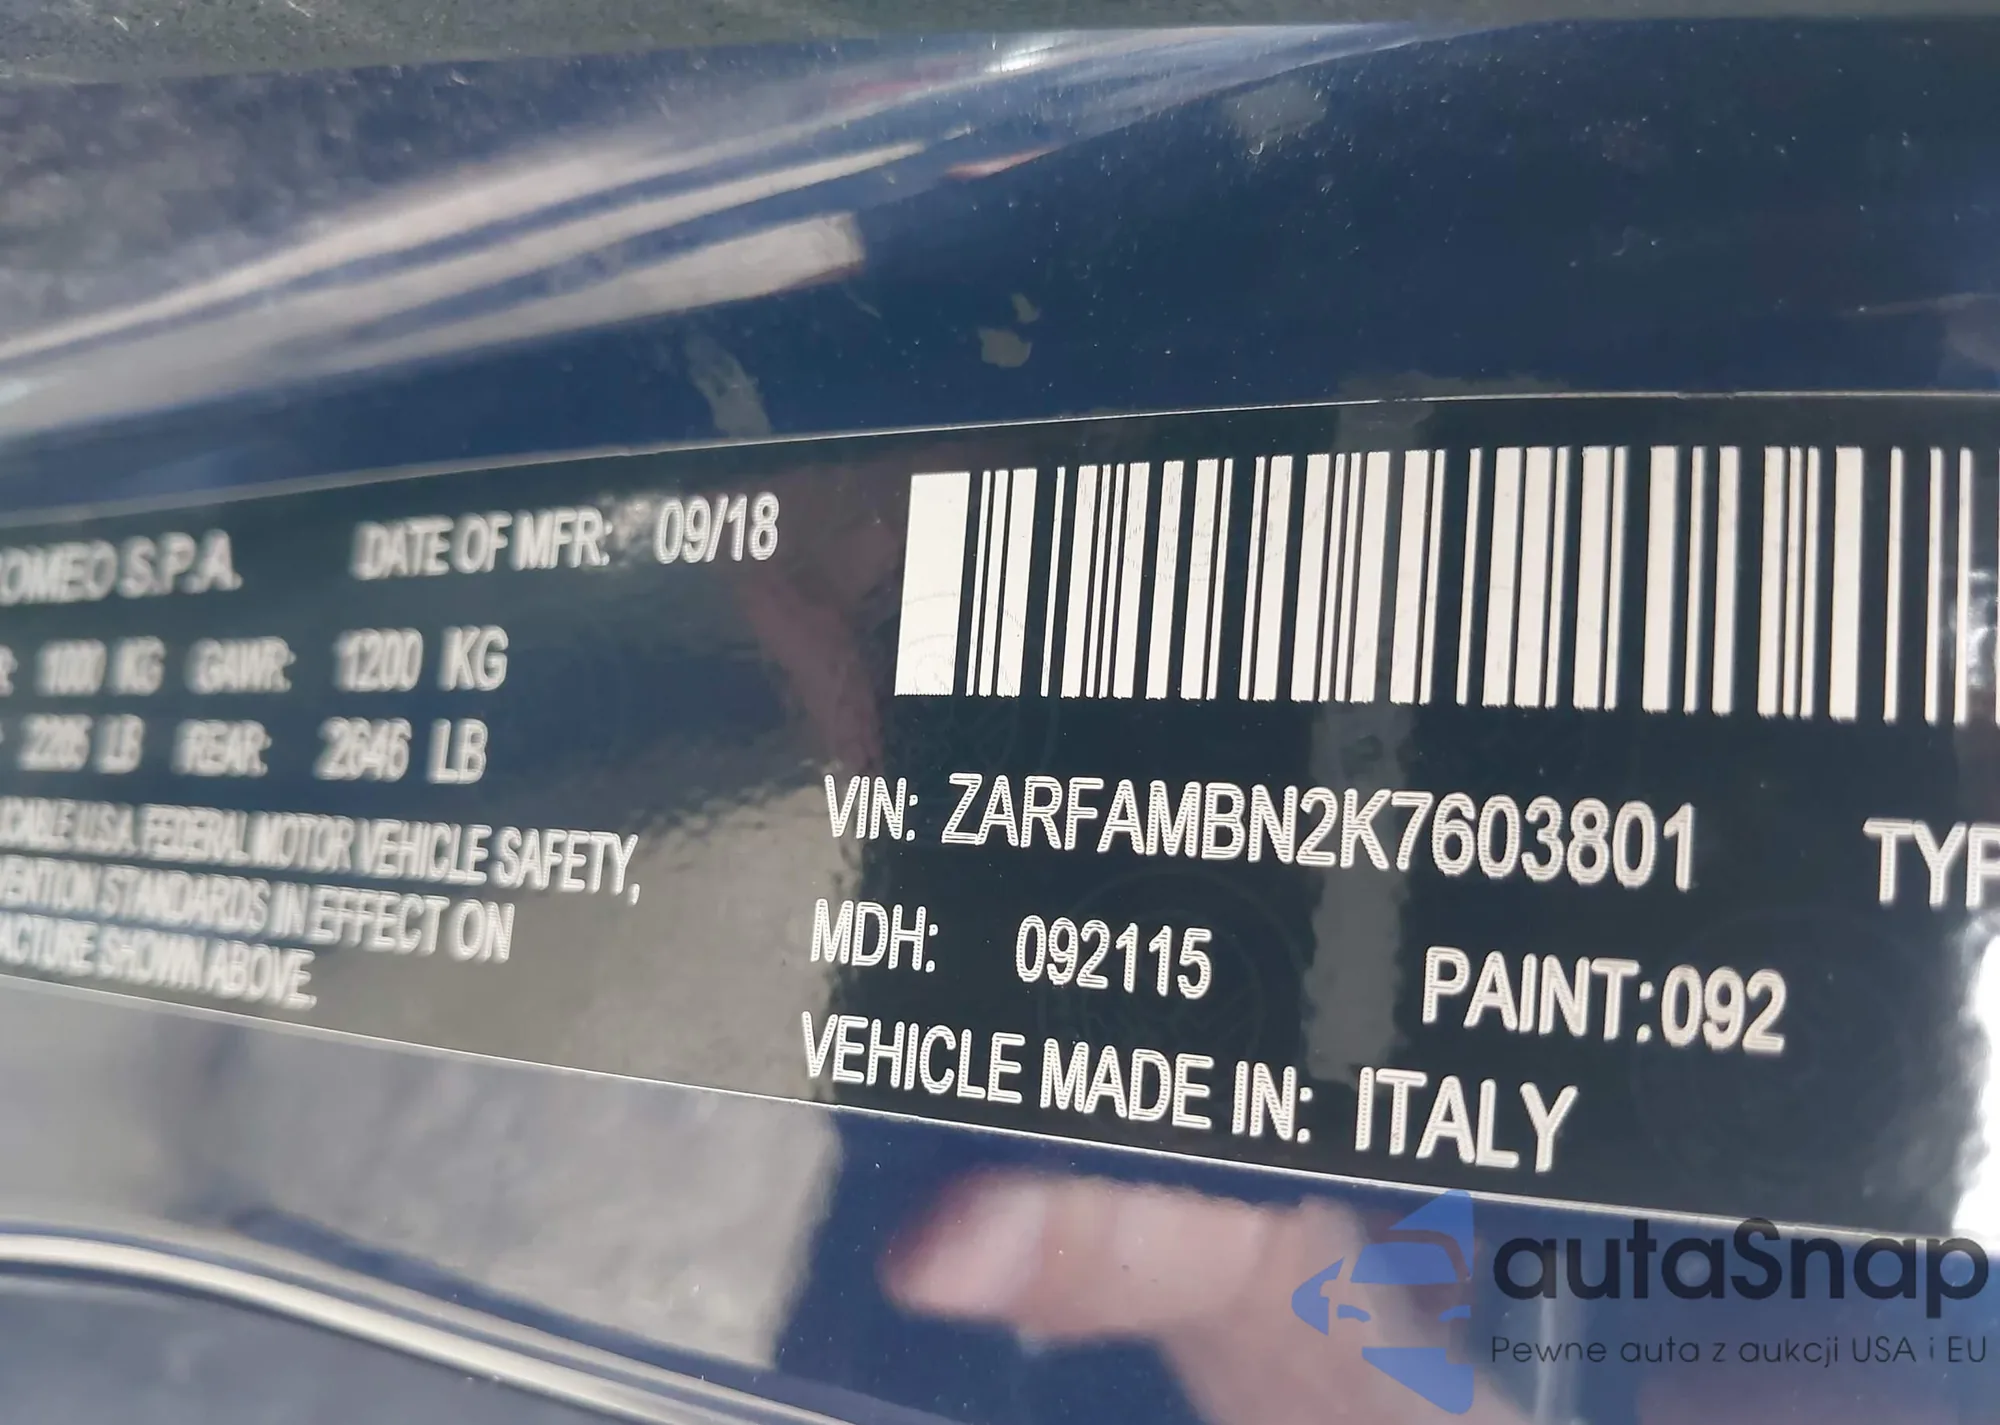 ROMEO S.P.A. DATE OF MFR: 09/18
1000 KG GAWR: 1200 KG
2205 LB REAR: 2646 LB
U.S.A. FEDERAL MOTOR VEHICLE SAFETY,
STANDARDS IN EFFECT ON
SHOWN ABOVE.
VIN: ZARFAMBN2K7603801 TYP
MDH: 092115 PAINT:092
VEHICLE MADE IN: ITALY
autaSnap
Pewne auta z aukcji USA i EU